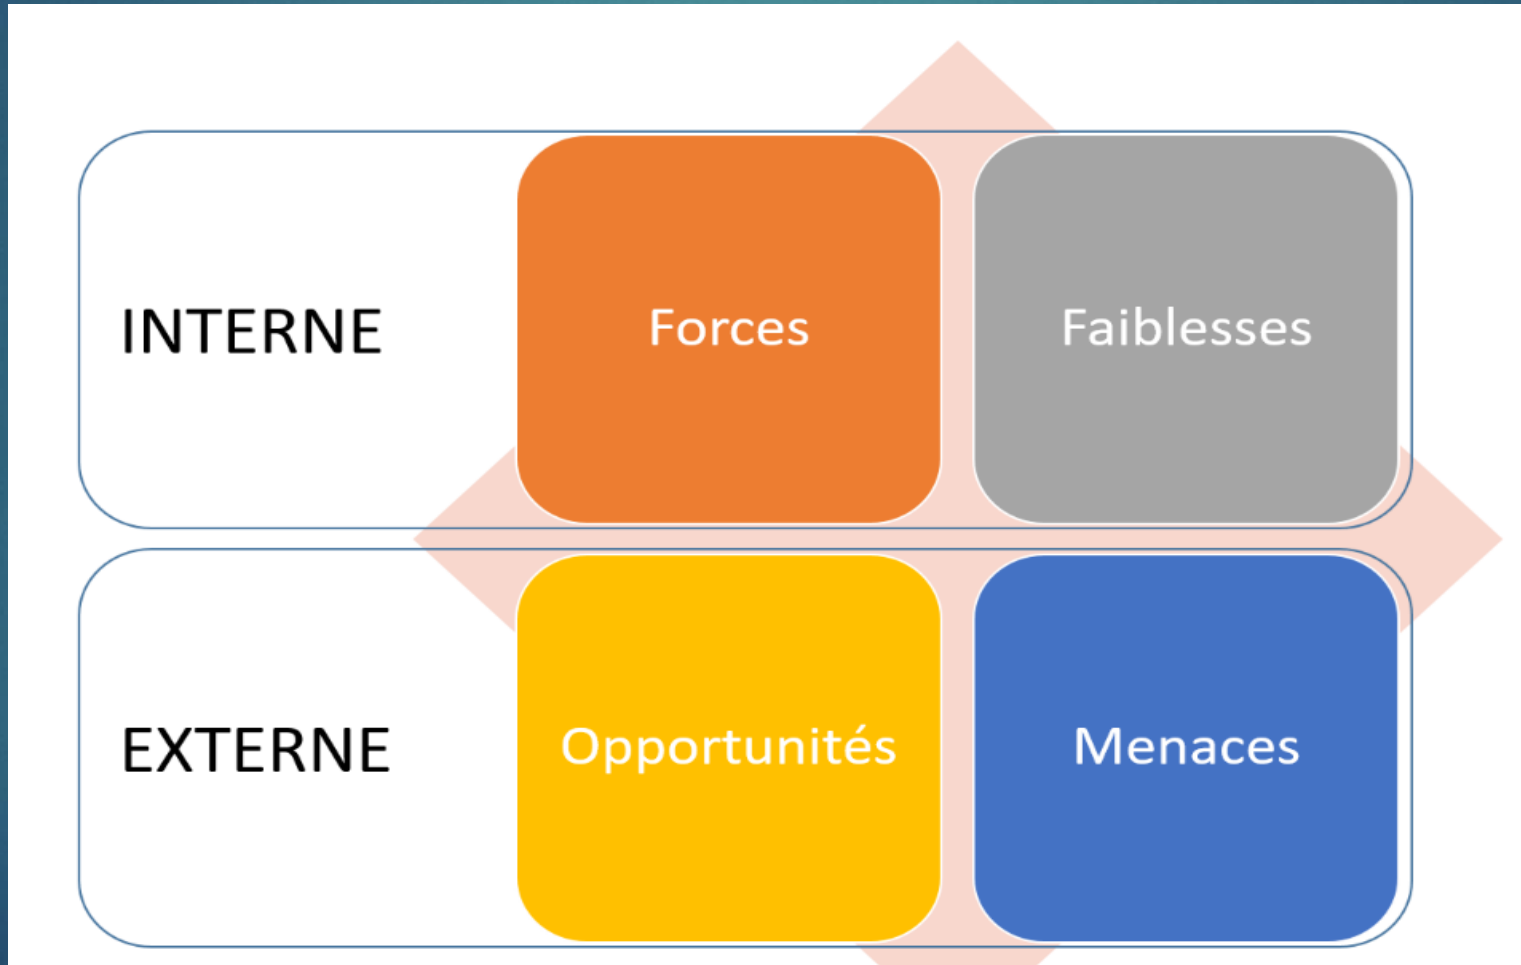 INTERNE
Forces
Faiblesses
EXTERNE
Opportunités
Menaces